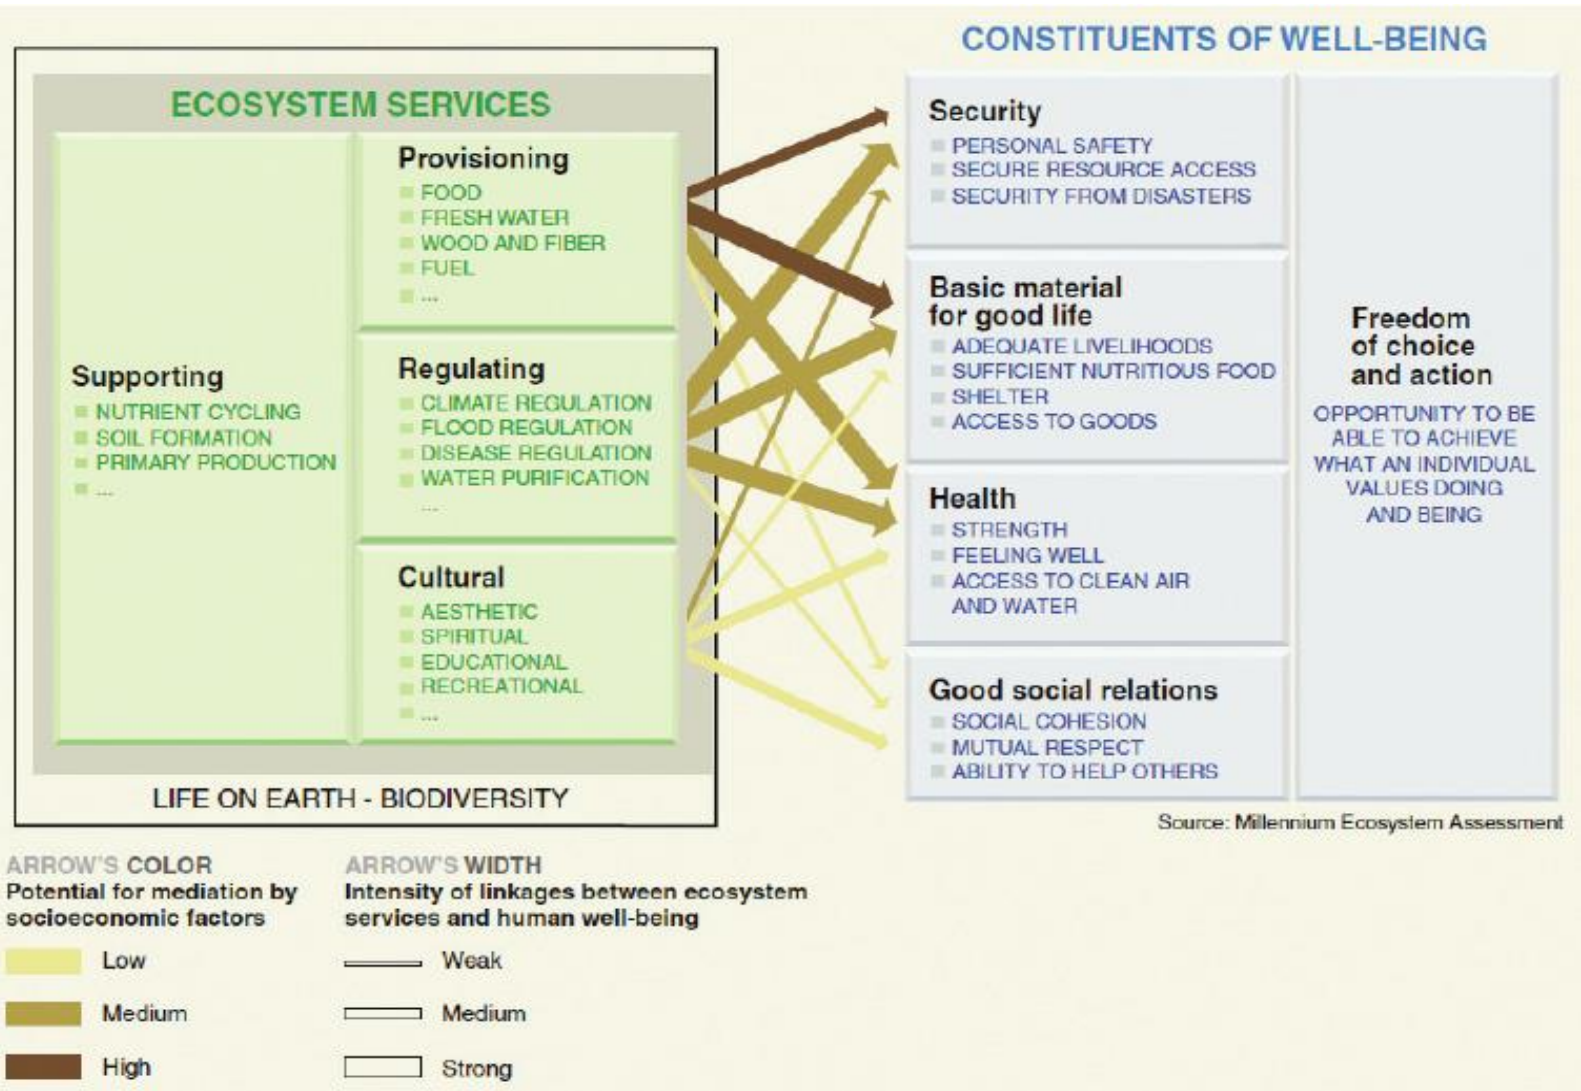 CONSTITUENTS OF WELL-BEING
ECOSYSTEM SERVICES
Supporting
NUTRIENT CYCLING
SOIL FORMATION
PRIMARY PRODUCTION
...
Provisioning
FOOD
FRESH WATER
WOOD AND FIBER
FUEL
...
Regulating
CLIMATE REGULATION
FLOOD REGULATION
DISEASE REGULATION
WATER PURIFICATION
...
Cultural
AESTHETIC
SPIRITUAL
EDUCATIONAL
RECREATIONAL
...
LIFE ON EARTH - BIODIVERSITY
Security
PERSONAL SAFETY
SECURE RESOURCE ACCESS
SECURITY FROM DISASTERS
Basic material
for good life
ADEQUATE LIVELIHOODS
SUFFICIENT NUTRITIOUS FOOD
SHELTER
ACCESS TO GOODS
Health
STRENGTH
FEELING WELL
ACCESS TO CLEAN AIR
AND WATER
Good social relations
SOCIAL COHESION
MUTUAL RESPECT
ABILITY TO HELP OTHERS
Freedom
of choice
and action
OPPORTUNITY TO BE
ABLE TO ACHIEVE
WHAT AN INDIVIDUAL
VALUES DOING
AND BEING
Source: Millennium Ecosystem Assessment
ARROW'S COLOR
Potential for mediation by
socioeconomic factors
Low
Medium
High
ARROW'S WIDTH
Intensity of linkages between ecosystem
services and human well-being
Weak
Medium
Strong